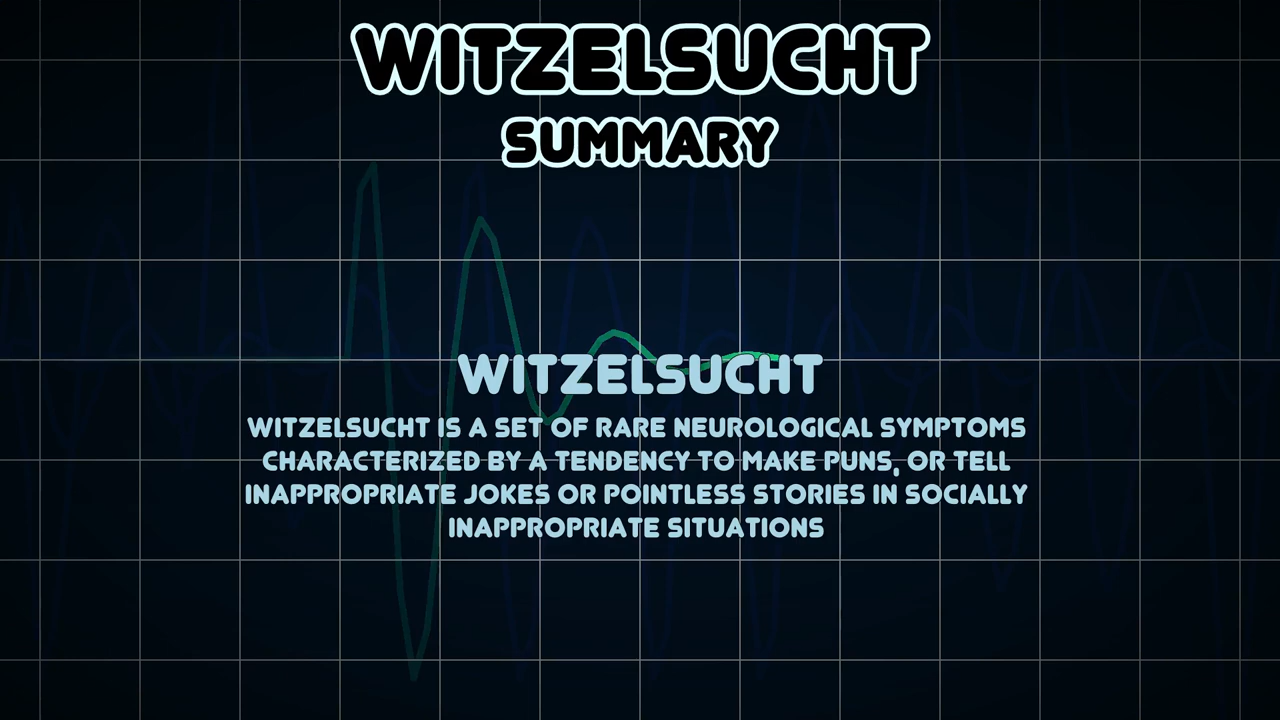 WITZELSUCHT
SUMMARY
WITZELSUCHT
WITZELSUCHT IS A SET OF RARE NEUROLOGICAL SYMPTOMS
CHARACTERIZED BY A TENDENCY TO MAKE PUNS, OR TELL
INAPPROPRIATE JOKES OR POINTLESS STORIES IN SOCIALLY
INAPPROPRIATE SITUATIONS